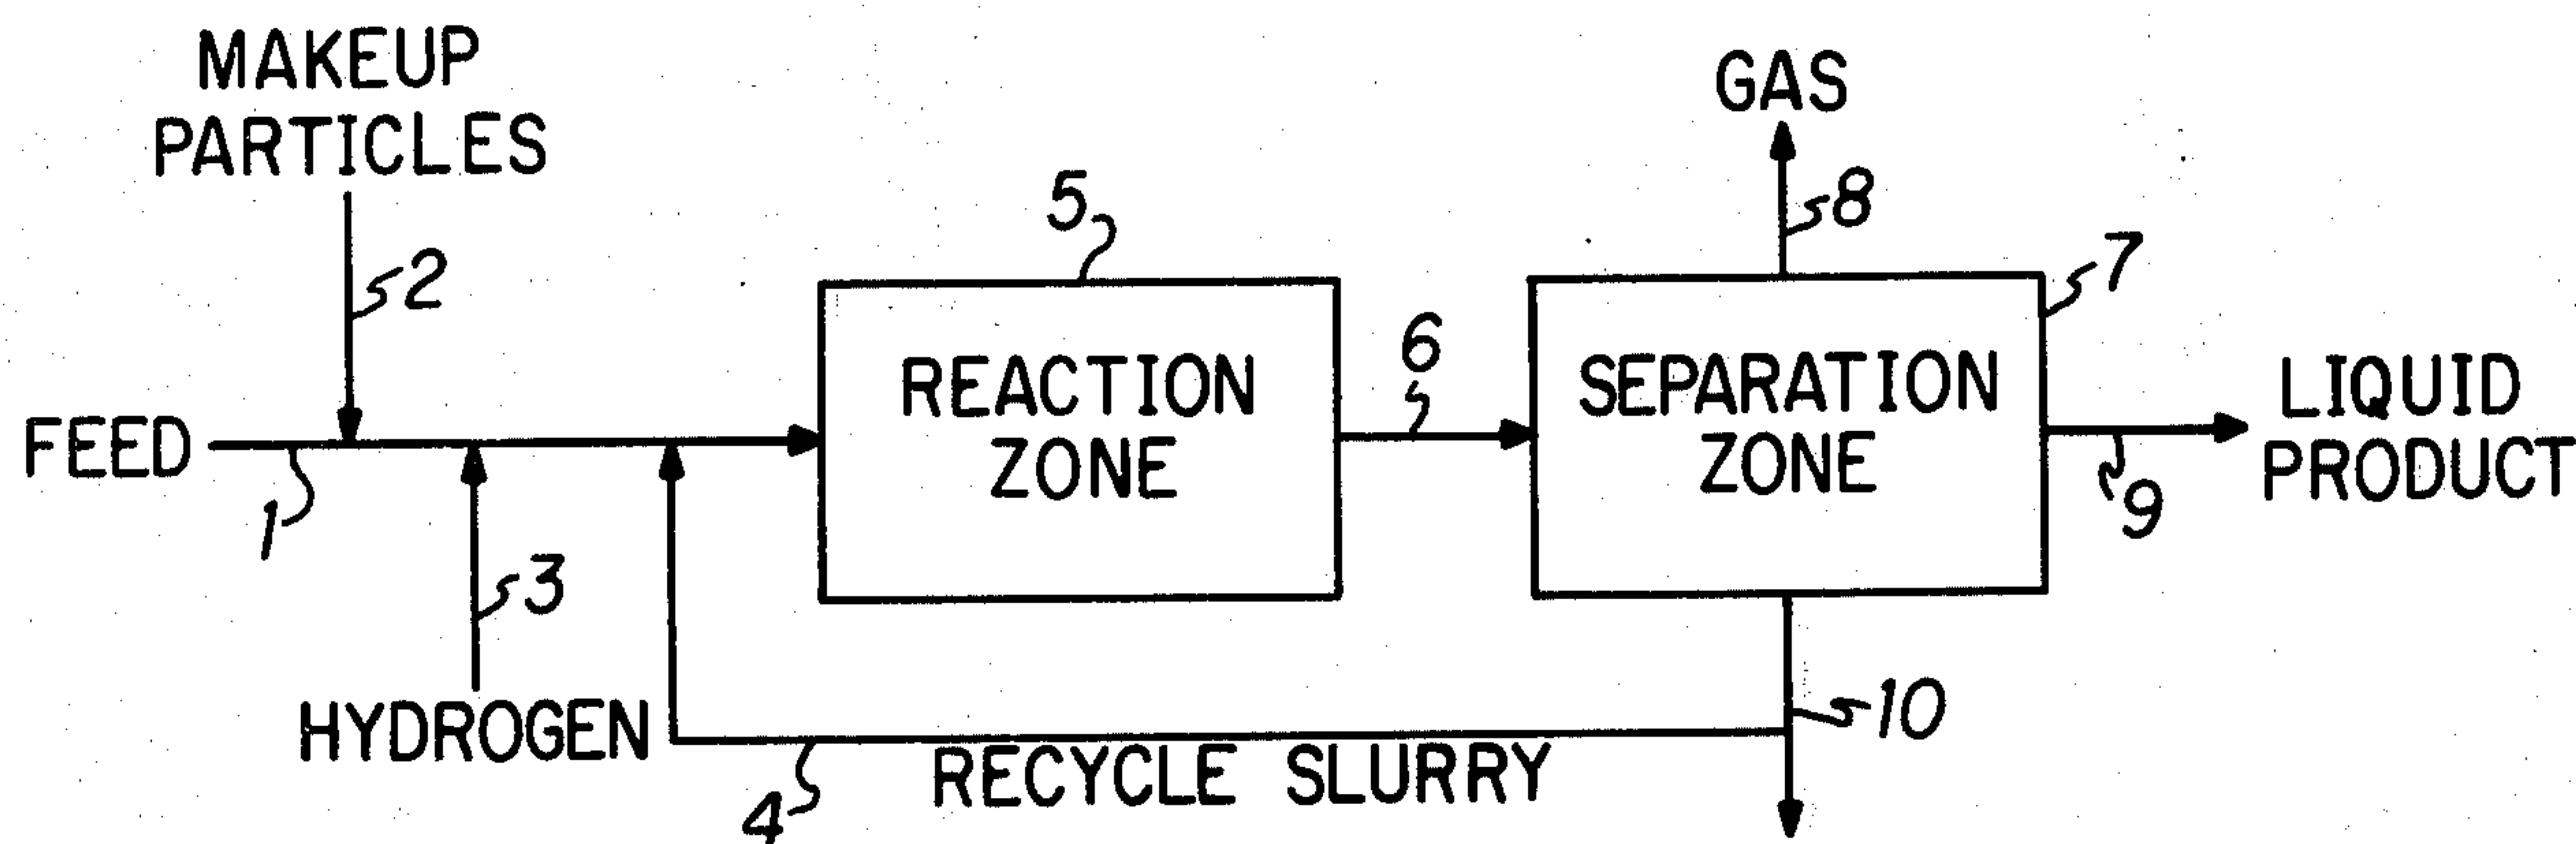 MAKEUP
PARTICLES
GAS
5
8
2
7
6
FEED
REACTION
ZONE
SEPARATION
ZONE
LIQUID
PRODUCT
1
9
3
HYDROGEN
10
RECYCLE SLURRY
4